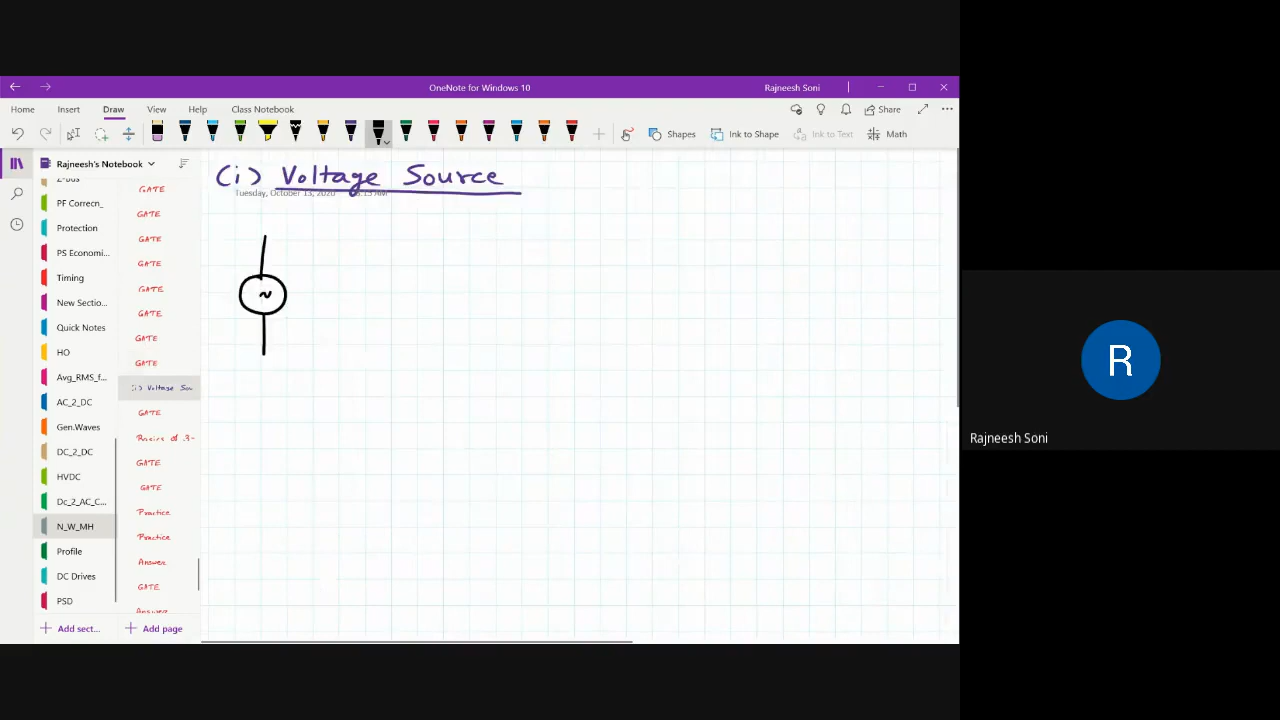 OneNote for Windows 10
Rajneesh Soni
Home Insert Draw View Help Class Notebook
Share
Shapes Ink to Shape Ink to Text Math
Rajneesh's Notebook
PF Correcn_
Protection
PS Economi...
Timing
New Sectio...
Quick Notes
HO
Avg_RMS_f...
AC_2_DC
Gen.Waves
DC_2_DC
HVDC
Dc_2_AC_C...
N_W_MH
Profile
DC Drives
PSD
Add sect...
GATE
GATE
GATE
GATE
GATE
GATE
GATE
GATE
(i) Voltage Sou
GATE
Basics of 3-
GATE
GATE
Practice
Practice
Answer
GATE
Answer
Add page
(i) Voltage Source
Tuesday, October 13, 2020
~
R
Rajneesh Soni